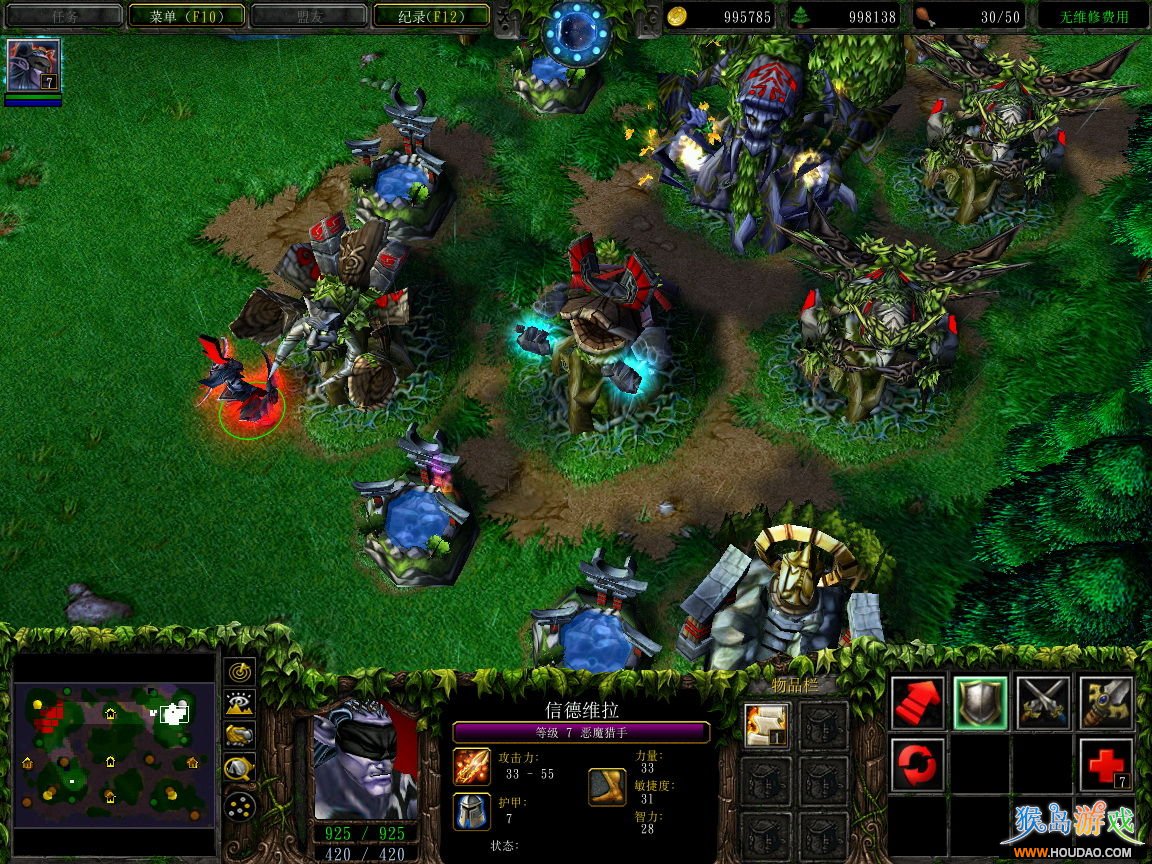 任务
菜单 (F10)
盟友
纪录(F12)
995785
998138
30/50
无维修费用
7
物品栏
信德维拉
等级 7 恶魔猎手
攻击力:
33 - 55
力量:
33
敏捷度:
31
护甲:
7
智力:
28
状态:
925 / 925
420 / 420
1
7
猴岛游戏
WWW.HOUDAO.COM